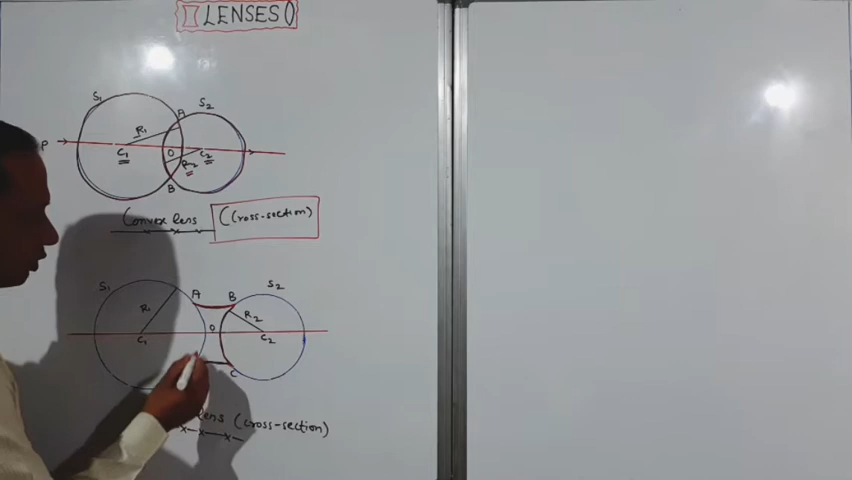 LENSES
S₁
S₂
A
R₁
P
C₁
O
C₂
R₂
B
Convex lens
(Cross-section)
S₁
S₂
A
B
R₁
R₂
O
C₁
C₂
C
lens (cross-section)